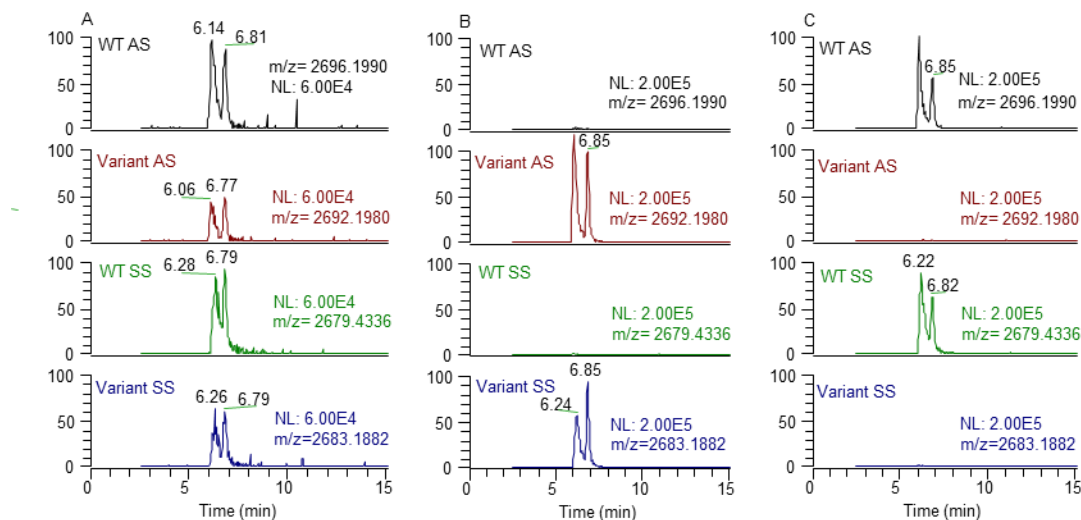 A
100
50
0
WT AS
6.14
6.81
m/z= 2696.1990
NL: 6.00E4
100
50
0
Variant AS
6.06
6.77
NL: 6.00E4
m/z= 2692.1980
100
50
0
WT SS
6.28
6.79
NL: 6.00E4
m/z= 2679.4336
100
50
0
Variant SS
6.26
6.79
NL: 6.00E4
m/z=2683.1882
0 5 10 15
Time (min)
B
100
50
0
WT AS
NL: 2.00E5
m/z= 2696.1990
100
50
0
Variant AS
6.85
NL: 2.00E5
m/z= 2692.1980
100
50
0
WT SS
NL: 2.00E5
m/z= 2679.4336
100
50
0
Variant SS
6.24
6.85
NL: 2.00E5
m/z=2683.1882
0 5 10 15
Time (min)
C
100
50
0
WT AS
6.85
NL: 2.00E5
m/z= 2696.1990
100
50
0
Variant AS
NL: 2.00E5
m/z= 2692.1980
100
50
0
WT SS
6.22
6.82
NL: 2.00E5
m/z= 2679.4336
100
50
0
Variant SS
NL: 2.00E5
m/z=2683.1882
0 5 10 15
Time (min)